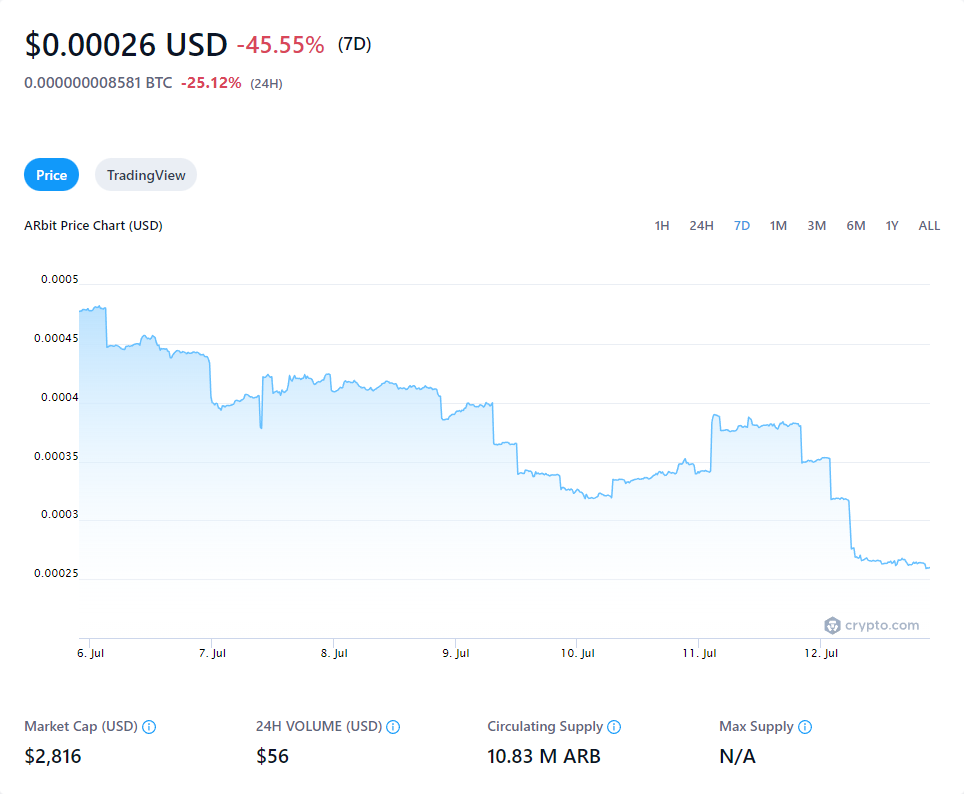 $0.00026 USD -45.55% (7D)
0.000000008581 BTC -25.12% (24H)
Price TradingView
ARbit Price Chart (USD) 1H 24H 7D 1M 3M 6M 1Y ALL
0.0005
0.00045
0.0004
0.00035
0.0003
0.00025
crypto.com
6. Jul 7. Jul 8. Jul 9. Jul 10. Jul 11. Jul 12. Jul
Market Cap (USD) 24H VOLUME (USD) Circulating Supply Max Supply
$2,816 $56 10.83 M ARB N/A